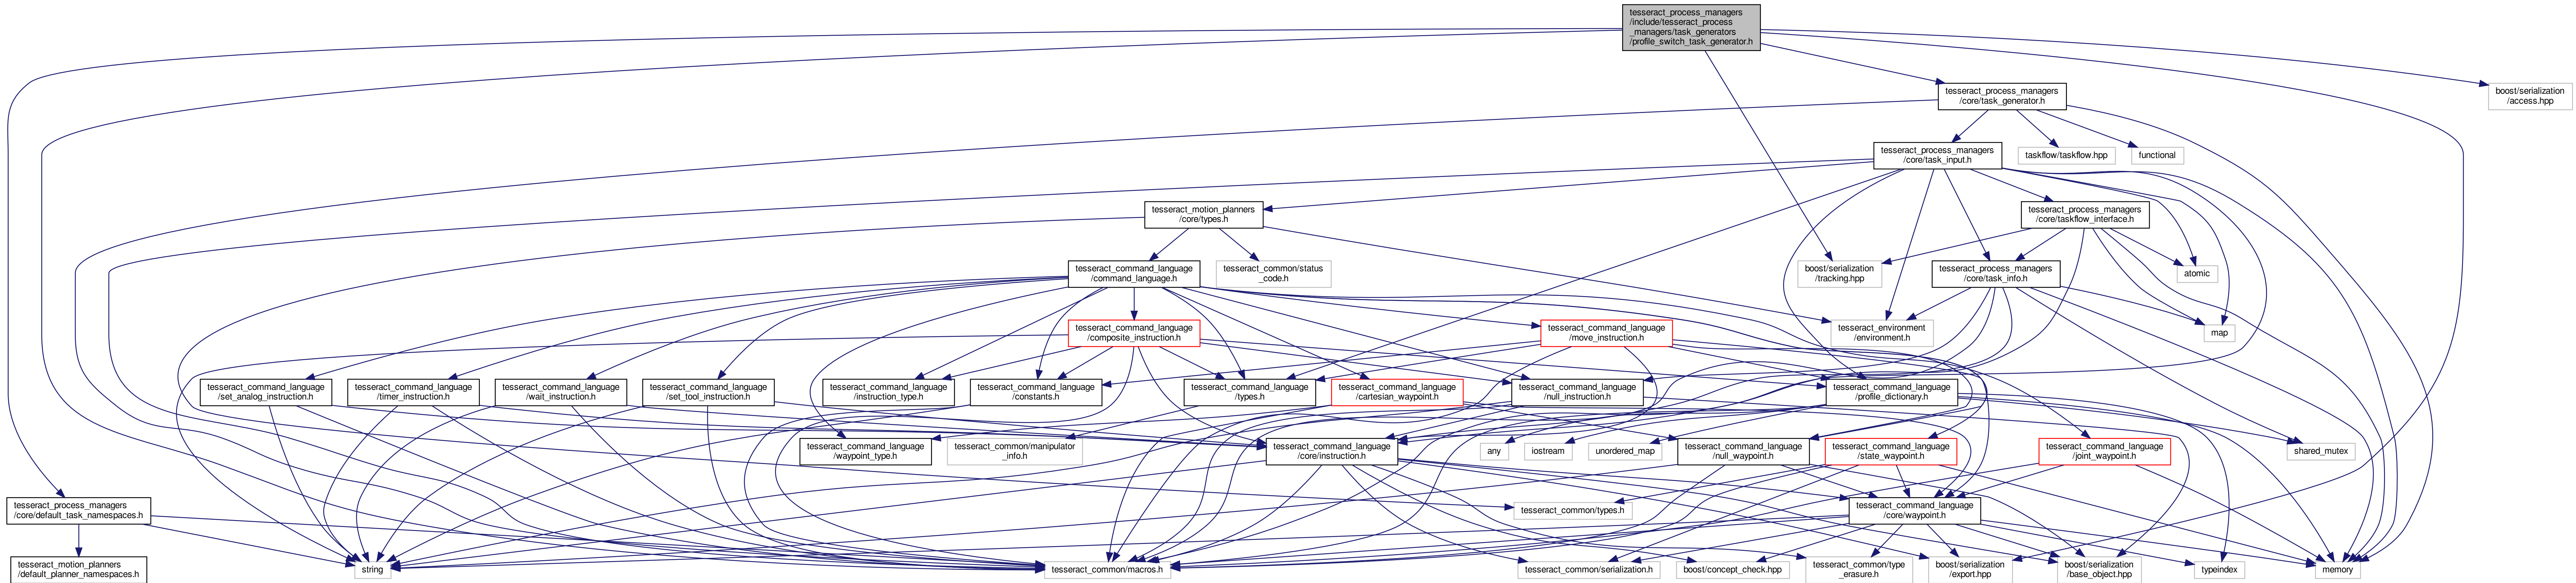 tesseract_process_managers
/include/tesseract_process
_managers/task_generators
/profile_switch_task_generator.h
tesseract_process_managers
/core/task_generator.h
boost/serialization
/access.hpp
tesseract_process_managers
/core/task_input.h
taskflow/taskflow.hpp
functional
tesseract_motion_planners
/core/types.h
tesseract_process_managers
/core/taskflow_interface.h
tesseract_command_language
/command_language.h
tesseract_common/status
_code.h
boost/serialization
/tracking.hpp
tesseract_process_managers
/core/task_info.h
atomic
tesseract_command_language
/composite_instruction.h
tesseract_command_language
/move_instruction.h
tesseract_environment
/environment.h
map
tesseract_command_language
/set_analog_instruction.h
tesseract_command_language
/timer_instruction.h
tesseract_command_language
/wait_instruction.h
tesseract_command_language
/set_tool_instruction.h
tesseract_command_language
/instruction_type.h
tesseract_command_language
/constants.h
tesseract_command_language
/types.h
tesseract_command_language
/cartesian_waypoint.h
tesseract_command_language
/null_instruction.h
tesseract_command_language
/profile_dictionary.h
tesseract_command_language
/waypoint_type.h
tesseract_common/manipulator
_info.h
tesseract_command_language
/core/instruction.h
any
iostream
unordered_map
tesseract_command_language
/null_waypoint.h
tesseract_command_language
/state_waypoint.h
tesseract_command_language
/joint_waypoint.h
shared_mutex
tesseract_process_managers
/core/default_task_namespaces.h
tesseract_common/types.h
tesseract_command_language
/core/waypoint.h
tesseract_motion_planners
/default_planner_namespaces.h
string
tesseract_common/macros.h
tesseract_common/serialization.h
boost/concept_check.hpp
tesseract_common/type
_erasure.h
boost/serialization
/export.hpp
boost/serialization
/base_object.hpp
typeindex
memory